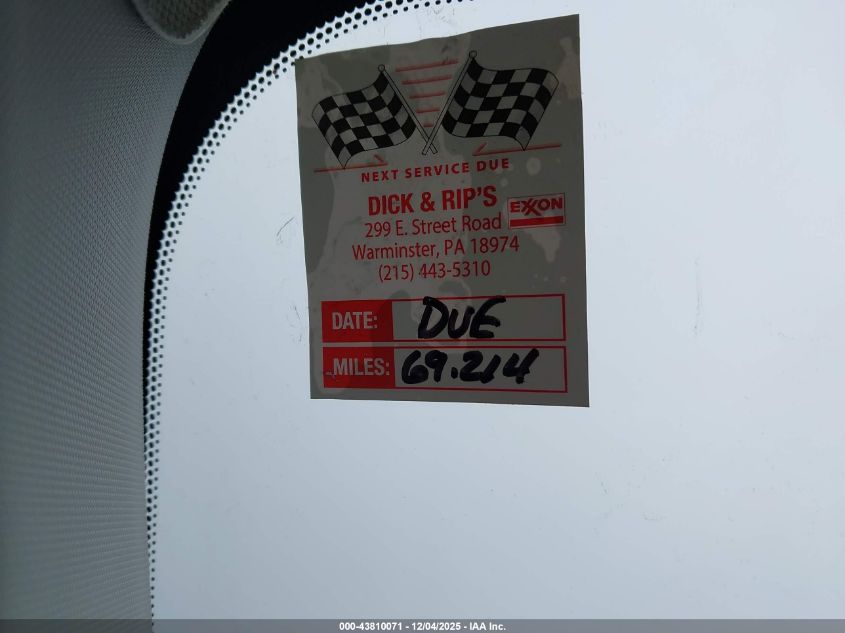 NEXT SERVICE DUE
DICK & RIP'S
EXXON
299 E. Street Road
Warminster, PA 18974
(215) 443-5310
DATE: DUE
MILES: 69.214
000-43810071 - 12/04/2025 - IAA Inc.